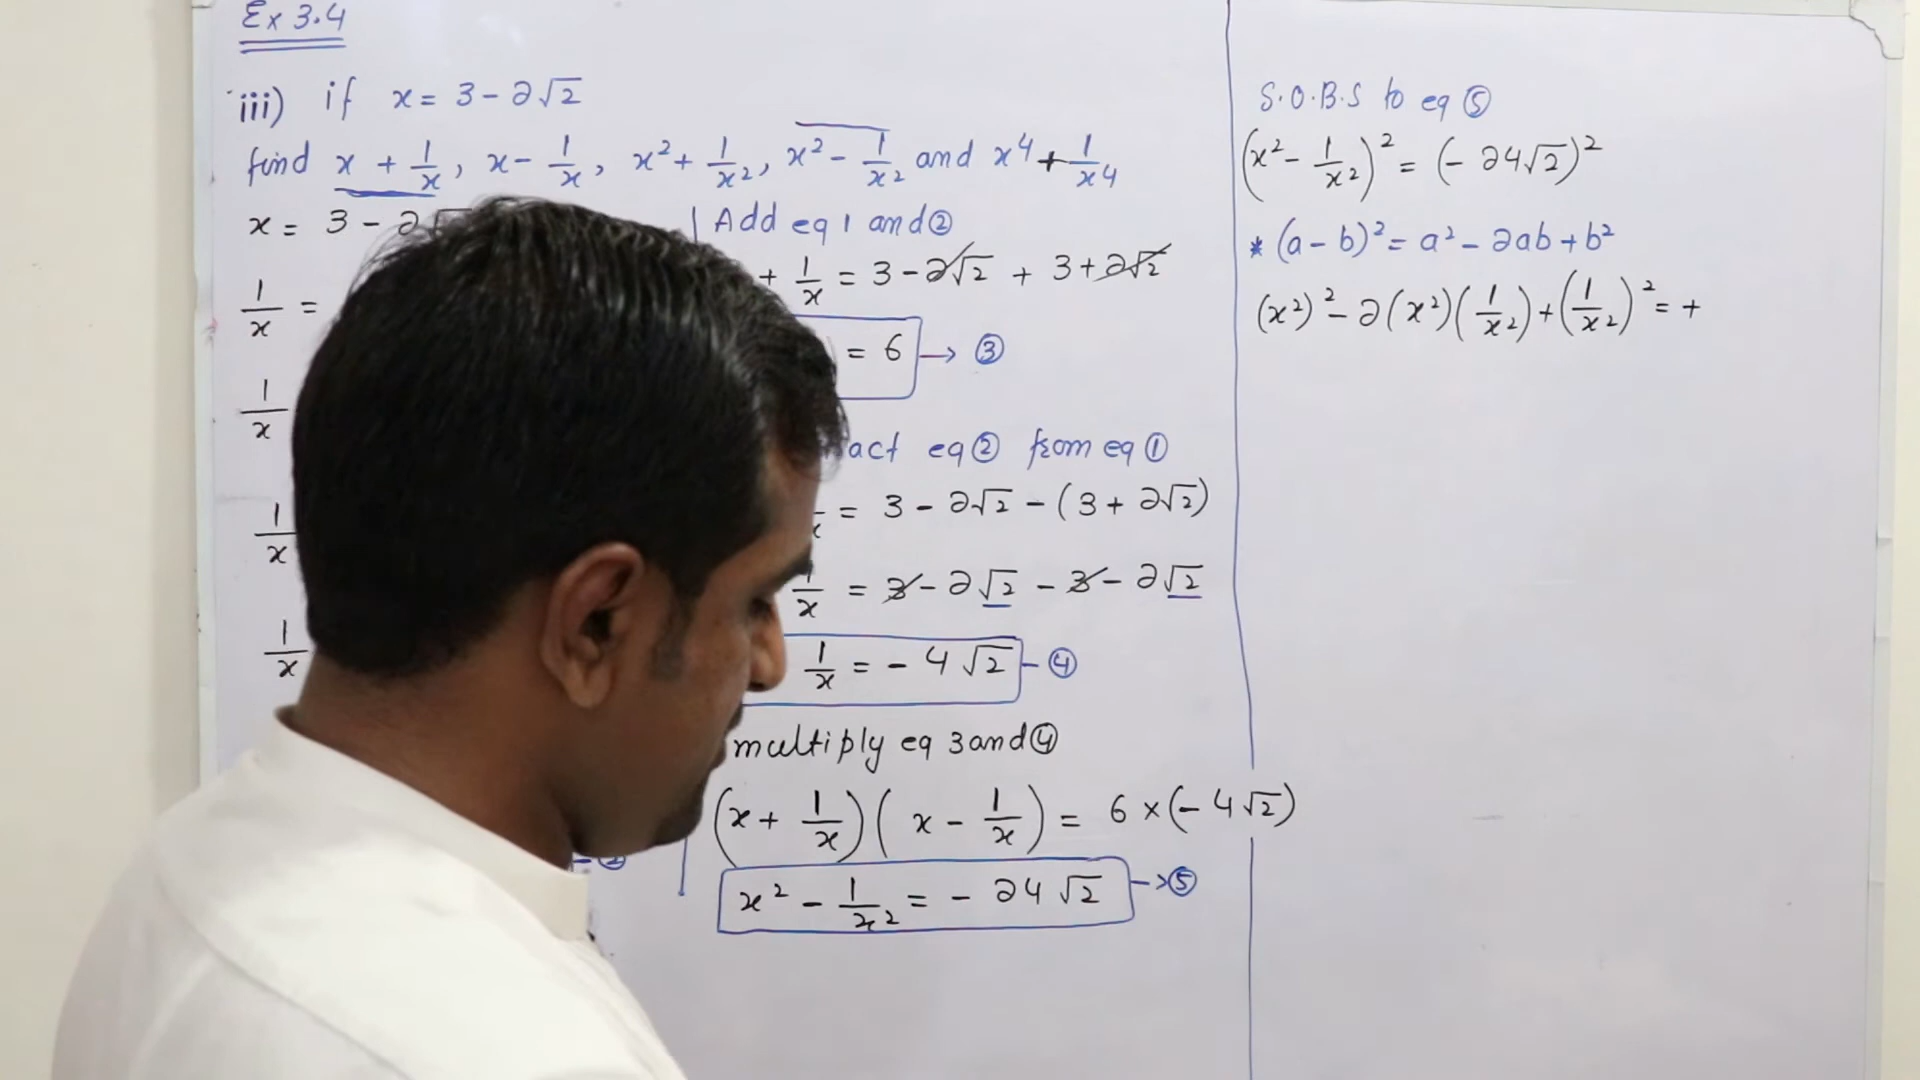 Ex 3.4
iii) if x = 3 - 2√2
find x + 1/x, x - 1/x, x² + 1/x², x² - 1/x² and x⁴ + 1/x⁴
x = 3 - 2√
1/x =
1/x
1/x
1/x
Add eq 1 and ②
+ 1/x = 3 - 2√2 + 3 + 2√2
= 6 → ③
act eq ② from eq ①
= 3 - 2√2 - (3 + 2√2)
1/x = 3 - 2√2 - 3 - 2√2
1/x = - 4√2 - ④
multiply eq 3 and ④
(x + 1/x)(x - 1/x) = 6 × (- 4√2)
x² - 1/x² = - 24√2 → ⑤
S.O.B.S to eq ⑤
(x² - 1/x²)² = (- 24√2)²
* (a - b)² = a² - 2ab + b²
(x²)² - 2(x²)(1/x²) + (1/x²)² = +